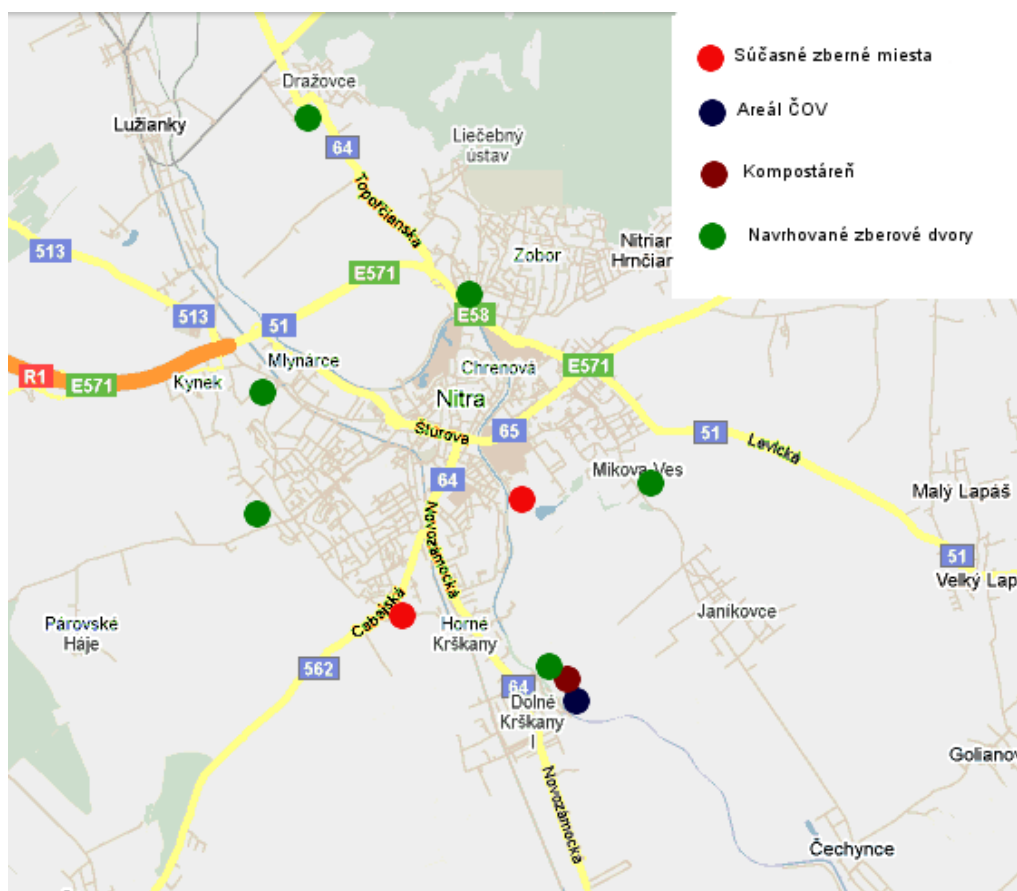 Súčasné zberné miesta
Areál ČOV
Kompostáreň
Navrhované zberové dvory
Dražovce
Lužianky
64
Liečebný
ústav
Topoľčianska
Zobor
Nitrian
Hrnčiar
513
E571
513
51
E58
Mlynárce
Chrenová
E571
R1
E571
Kynek
Nitra
Štúrova
65
51
Levická
64
Mikova Ves
Malý Lapáš
Novozámocká
51
Velký Lap
Párovské
Háje
Cabajská
Horné
Krškany
Janíkovce
562
64
Dolné
Krškany
I
Golianov
Novozámocká
Čechynce